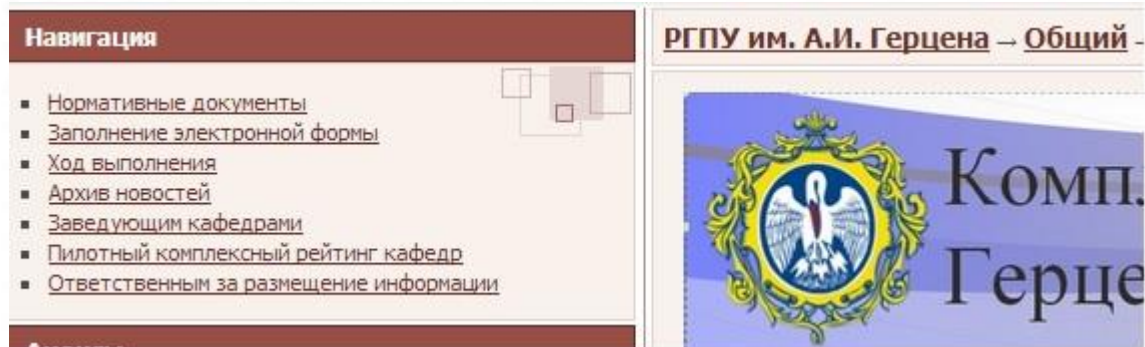 Навигация
Нормативные документы
Заполнение электронной формы
Ход выполнения
Архив новостей
Заведующим кафедрами
Пилотный комплексный рейтинг кафедр
Ответственным за размещение информации
РГПУ им. А.И. Герцена → Общий -
Компл
Герце